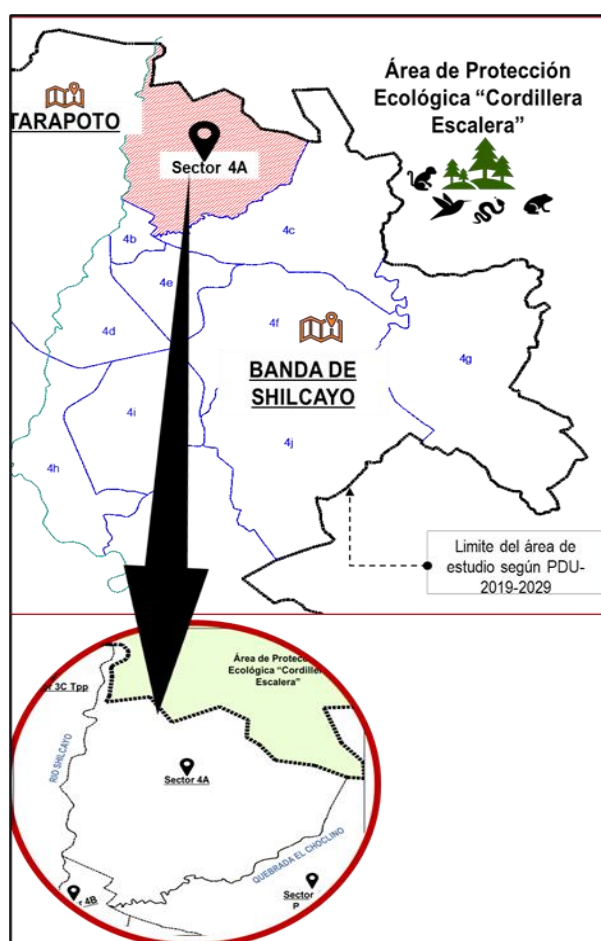 Área de Protección
Ecológica “Cordillera
Escalera”
TARAPOTO
Sector 4A
4b
4c
4e
4d
4f
4g
BANDA DE
SHILCAYO
4i
4j
4h
Limite del área de
estudio según PDU-
2019-2029
Área de Protecci
Ecológica “Cordiller
Escalera”
r 3C Tpp
RIO SHILCAYO
Sector 4A
QUEBRADA EL CHOCLINO
r 4B
Sector
P